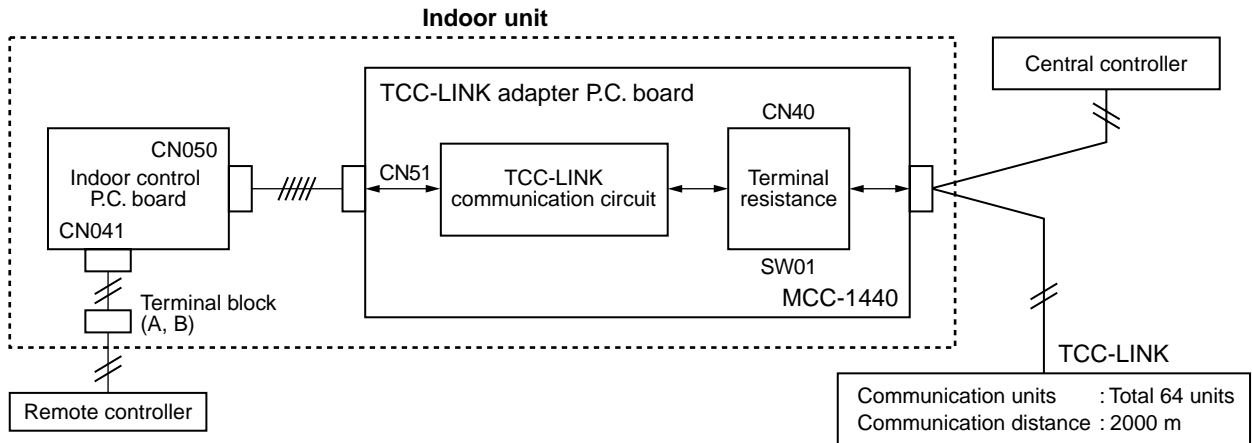 Indoor unit
Central controller
TCC-LINK adapter P.C. board
CN40
CN050
Indoor control
P.C. board
CN041
CN51
TCC-LINK
communication circuit
Terminal
resistance
SW01
MCC-1440
Terminal block
(A, B)
Remote controller
TCC-LINK
Communication units : Total 64 units
Communication distance : 2000 m